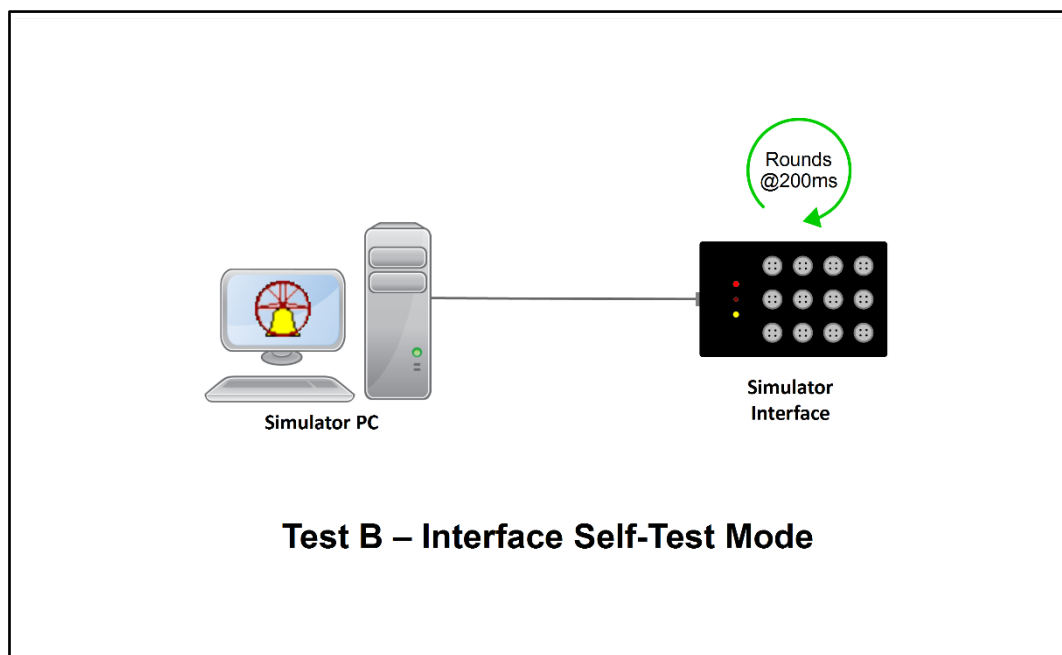 Rounds
@200ms
Simulator PC
Simulator
Interface
Test B – Interface Self-Test Mode